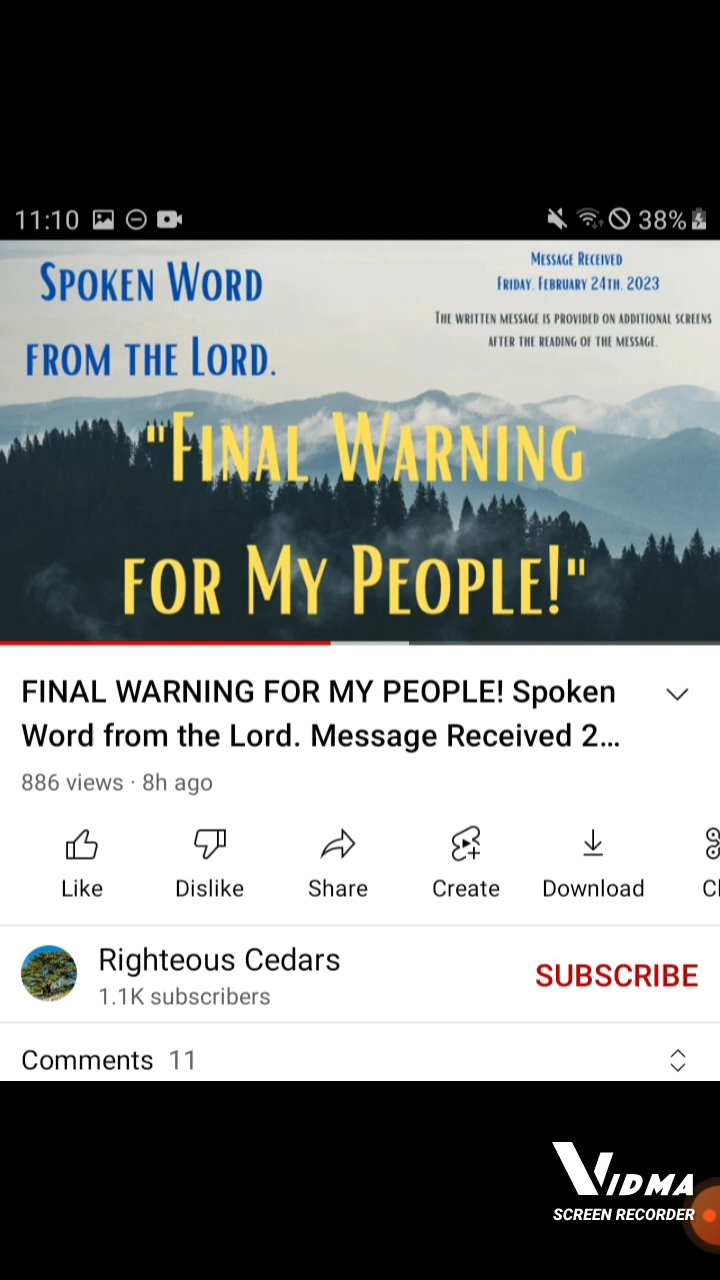 11:10 38%
SPOKEN WORD
FROM THE LORD.
MESSAGE RECEIVED
FRIDAY, FEBRUARY 24TH, 2023
THE WRITTEN MESSAGE IS PROVIDED ON ADDITIONAL SCREENS
AFTER THE READING OF THE MESSAGE.
"FINAL WARNING
FOR MY PEOPLE!"
FINAL WARNING FOR MY PEOPLE! Spoken
Word from the Lord. Message Received 2...
886 views · 8h ago
Like Dislike Share Create Download
Righteous Cedars
SUBSCRIBE
1.1K subscribers
Comments 11
VIDMA
SCREEN RECORDER